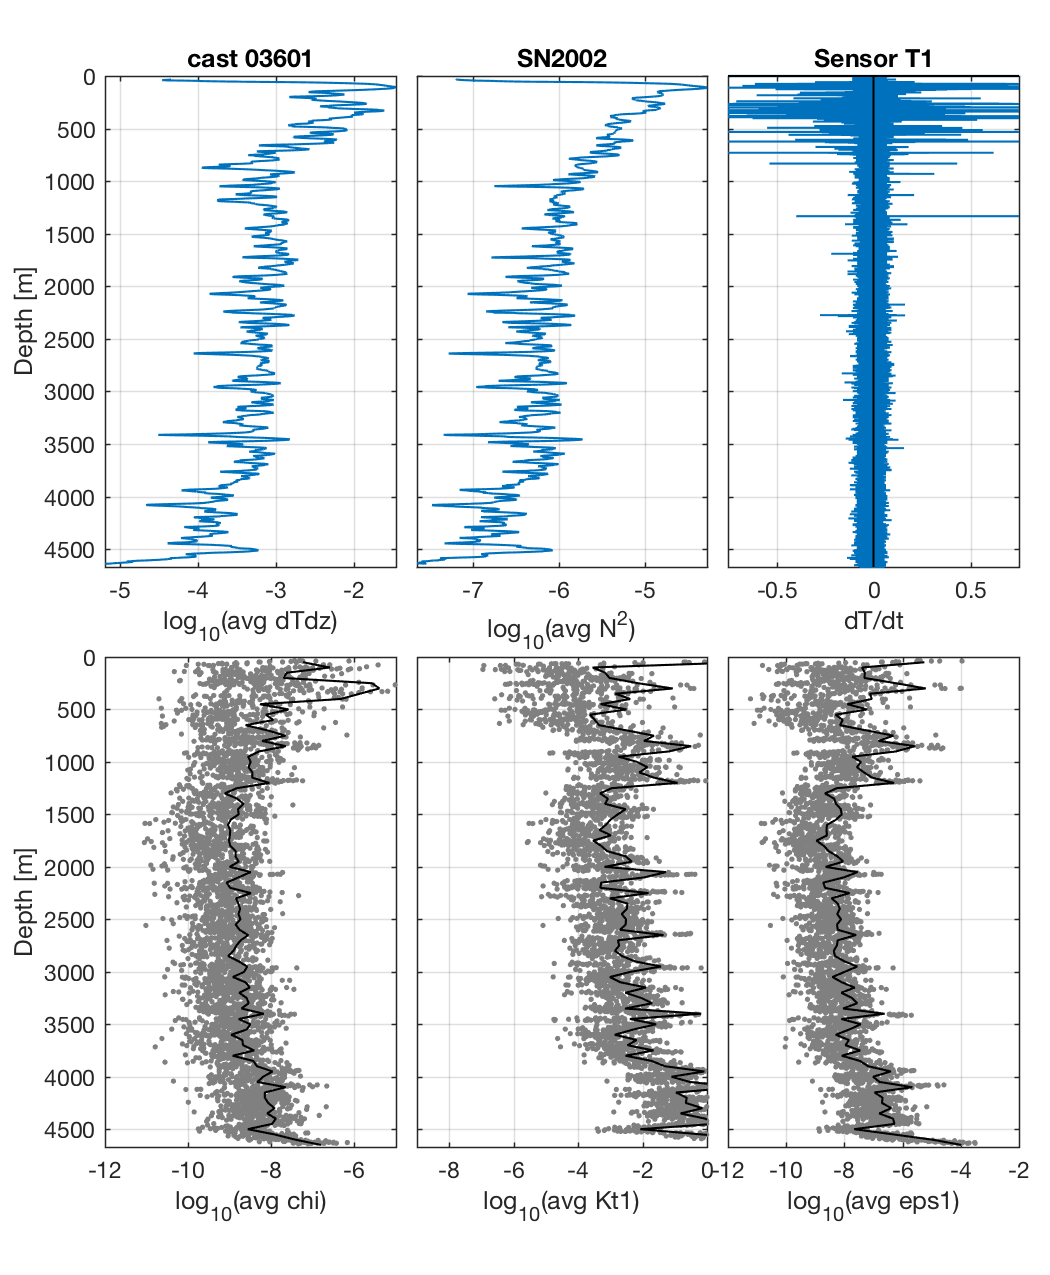 cast 03601 SN2002 Sensor T1
0
500
1000
1500
2000
2500
3000
3500
4000
4500
Depth [m]
-5 -4 -3 -2 -7 -6 -5 -0.5 0 0.5
log10(avg dTdz) log10(avg N2) dT/dt
0
500
1000
1500
2000
2500
3000
3500
4000
4500
Depth [m]
-12 -10 -8 -6 -8 -6 -4 -2 0 -12 -10 -8 -6 -4 -2
log10(avg chi) log10(avg Kt1) log10(avg eps1)